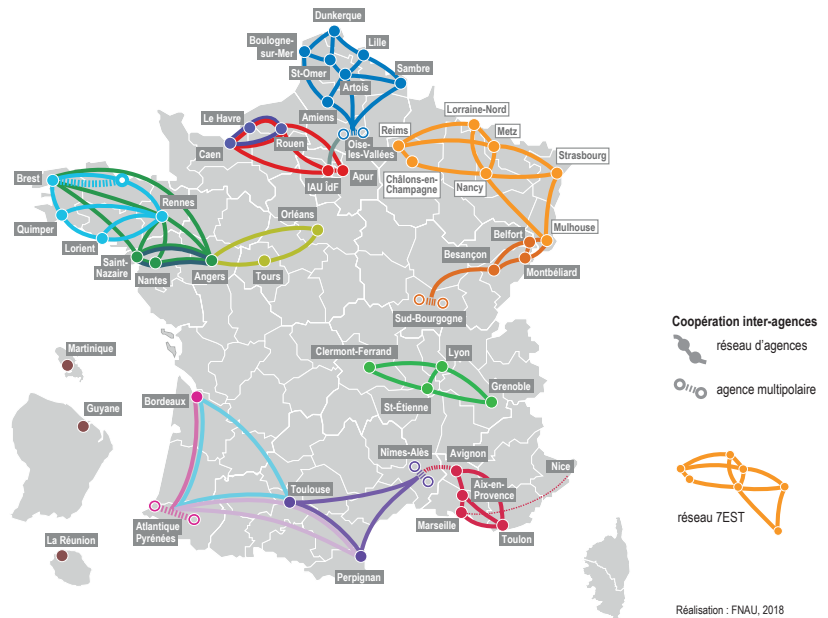 Dunkerque
Boulogne-
sur-Mer
Lille
St-Omer
Sambre
Artois
Amiens
Le Havre
Caen
Rouen
Oise-
les-Vallées
IAU ÎdF
Apur
Lorraine-Nord
Reims
Metz
Strasbourg
Châlons-en-
Champagne
Nancy
Mulhouse
Brest
Rennes
Quimper
Lorient
Saint-
Nazaire
Nantes
Angers
Orléans
Tours
Belfort
Besançon
Montbéliard
Sud-Bourgogne
Coopération inter-agences
réseau d'agences
agence multipolaire
Martinique
Guyane
La Réunion
Clermont-Ferrand
Lyon
St-Étienne
Grenoble
Bordeaux
Nîmes-Alès
Avignon
Nice
Toulouse
Aix-en-
Provence
Marseille
Toulon
Atlantique
Pyrénées
Perpignan
réseau 7EST
Réalisation : FNAU, 2018